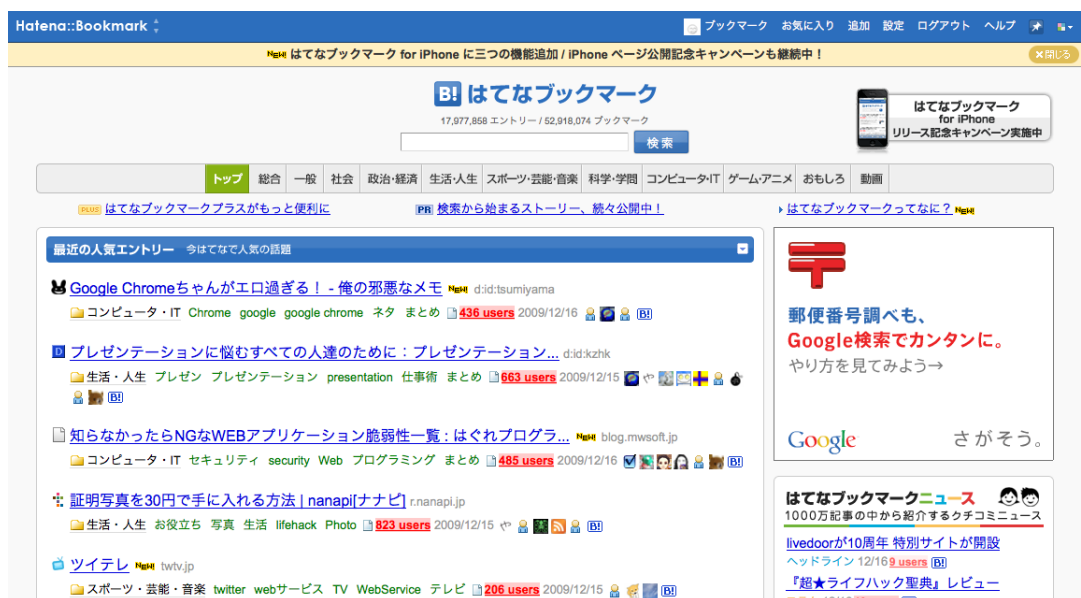 Hatena::Bookmark ブックマーク お気に入り 追加 設定 ログアウト ヘルプ
NEW! はてなブックマーク for iPhone に三つの機能追加 / iPhone ページ公開記念キャンペーンも継続中！ ×閉じる
B! はてなブックマーク
17,977,858 エントリー / 52,918,074 ブックマーク
検索
はてなブックマーク
for iPhone
リリース記念キャンペーン実施中
トップ 総合 一般 社会 政治・経済 生活・人生 スポーツ・芸能・音楽 科学・学問 コンピュータ・IT ゲーム・アニメ おもしろ 動画
PLUS はてなブックマークプラスがもっと便利に PR 検索から始まるストーリー、続々公開中！ はてなブックマークってなに？ NEW!
最近の人気エントリー 今はてなで人気の話題
Google Chromeちゃんがエロ過ぎる！ - 俺の邪悪なメモ NEW! d:id:tsumiyama
コンピュータ・IT Chrome google google chrome ネタ まとめ 436 users 2009/12/16 B!
D プレゼンテーションに悩むすべての人達のために：プレゼンテーション... d:id:kzhk
生活・人生 プレゼン プレゼンテーション presentation 仕事術 まとめ 663 users 2009/12/15
B!
知らなかったらNGなWEBアプリケーション脆弱性一覧 : はぐれプログラ... NEW! blog.mwsoft.jp
コンピュータ・IT セキュリティ security Web プログラミング まとめ 485 users 2009/12/16 B!
証明写真を30円で手に入れる方法 | nanapi[ナナピ] r.nanapi.jp
生活・人生 お役立ち 写真 生活 lifehack Photo 823 users 2009/12/15 B!
ツイテレ NEW! twtv.jp
スポーツ・芸能・音楽 twitter webサービス TV WebService テレビ 206 users 2009/12/15 B!
郵便番号調べも、
Google検索でカンタンに。
やり方を見てみよう→
Google さがそう。
はてなブックマークニュース
1000万記事の中から紹介するクチコミニュース
livedoorが10周年 特別サイトが開設
ヘッドライン 12/16 9 users B!
『超★ライフハック聖典』レビュー